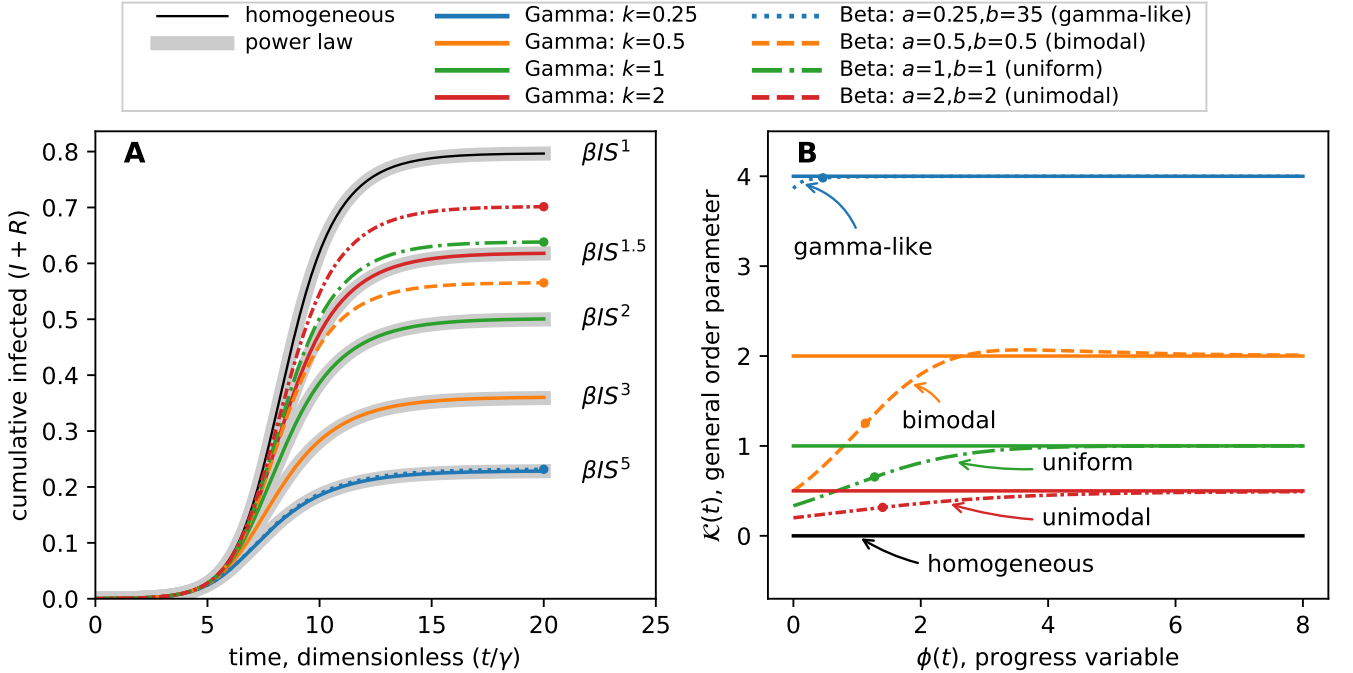 homogeneous
power law
Gamma: k=0.25
Gamma: k=0.5
Gamma: k=1
Gamma: k=2
Beta: a=0.25,b=35 (gamma-like)
Beta: a=0.5,b=0.5 (bimodal)
Beta: a=1,b=1 (uniform)
Beta: a=2,b=2 (unimodal)
A
cumulative infected (I + R)
0.8
0.7
0.6
0.5
0.4
0.3
0.2
0.1
0.0
βIS^1
βIS^1.5
βIS^2
βIS^3
βIS^5
0 5 10 15 20 25
time, dimensionless (t/γ)
B
𝒦(t), general order parameter
4
3
2
1
0
gamma-like
bimodal
uniform
unimodal
homogeneous
0 2 4 6 8
ϕ(t), progress variable